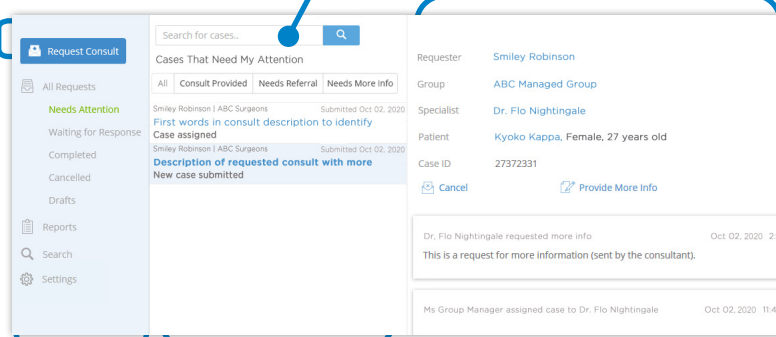 Request Consult
All Requests
Needs Attention
Waiting for Response
Completed
Cancelled
Drafts
Reports
Search
Settings
Search for cases..
Cases That Need My Attention
All Consult Provided Needs Referral Needs More Info
Smiley Robinson | ABC Surgeons Submitted Oct 02, 2020
First words in consult description to identify
Case assigned
Smiley Robinson | ABC Surgeons Submitted Oct 02, 2020
Description of requested consult with more
New case submitted
Requester Smiley Robinson
Group ABC Managed Group
Specialist Dr. Flo Nightingale
Patient Kyoko Kappa, Female, 27 years old
Case ID 27372331
Cancel Provide More Info
Dr, Flo Nightingale requested more info Oct 02, 2020 2:
This is a request for more information (sent by the consultant).
Ms Group Manager assigned case to Dr. Flo NIghtingale Oct 02, 2020 11:4